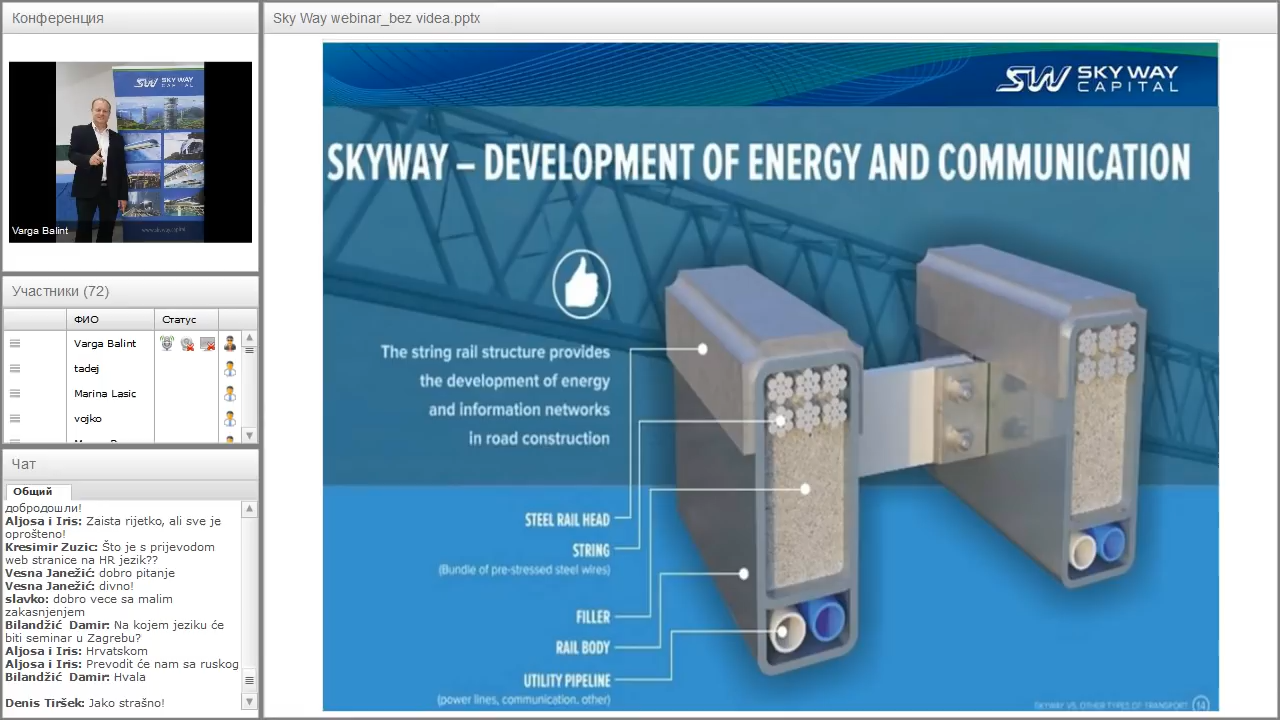 Конференция
Sky Way webinar_bez videa.pptx
SW SKY WAY
CAPITAL
Varga Balint
Участники (72)
ФИО
Статус
Varga Balint
tadej
Marina Lasic
vojko
Чат
Общий
добродошли!
Aljosa i Iris: Zaista rijetko, ali sve je
oprošteno!
Kresimir Zuzic: Što je s prijevodom
web stranice na HR jezik??
Vesna Janežić: dobro pitanje
Vesna Janežić: divno!
slavko: dobro vece sa malim
zakasnjenjem
Bilandžić Damir: Na kojem jeziku će
biti seminar u Zagrebu?
Aljosa i Iris: Hrvatskom
Aljosa i Iris: Prevodit će nam sa ruskog
Bilandžić Damir: Hvala
Denis Tiršek: Jako strašno!
SW SKY WAY
CAPITAL
SKYWAY – DEVELOPMENT OF ENERGY AND COMMUNICATION
The string rail structure provides
the development of energy
and information networks
in road construction
STEEL RAIL HEAD
STRING
(Bundle of pre-stressed steel wires)
FILLER
RAIL BODY
UTILITY PIPELINE
(power lines, communication, other)
SKYWAY VS. OTHER TYPES OF TRANSPORT 14